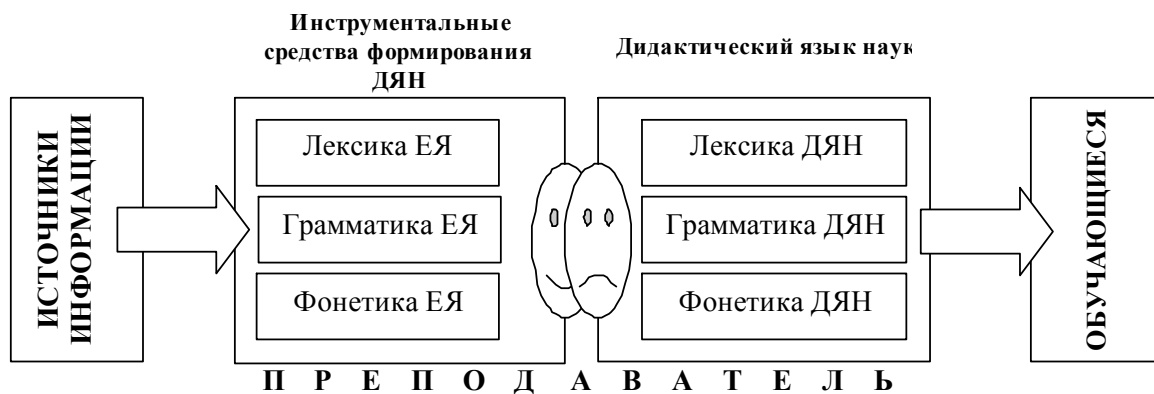 Инструментальные
средства формирования
ДЯН
Дидактический язык наук
ИСТОЧНИКИ
ИНФОРМАЦИИ
Лексика ЕЯ
Грамматика ЕЯ
Фонетика ЕЯ
Лексика ДЯН
Грамматика ДЯН
Фонетика ДЯН
ОБУЧАЮЩИЕСЯ
П Р Е П О Д А В А Т Е Л Ь